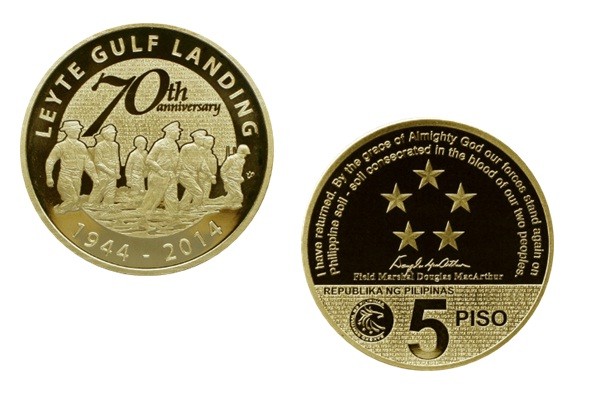 LEYTE GULF LANDING
70th
anniversary
1944 - 2014
I have returned. By the grace of Almighty God our forces stand again on
Philippine soil - soil consecrated in the blood of our two peoples.
Douglas MacArthur
Field Marshal Douglas MacArthur
REPUBLIKA NG PILIPINAS
5 PISO